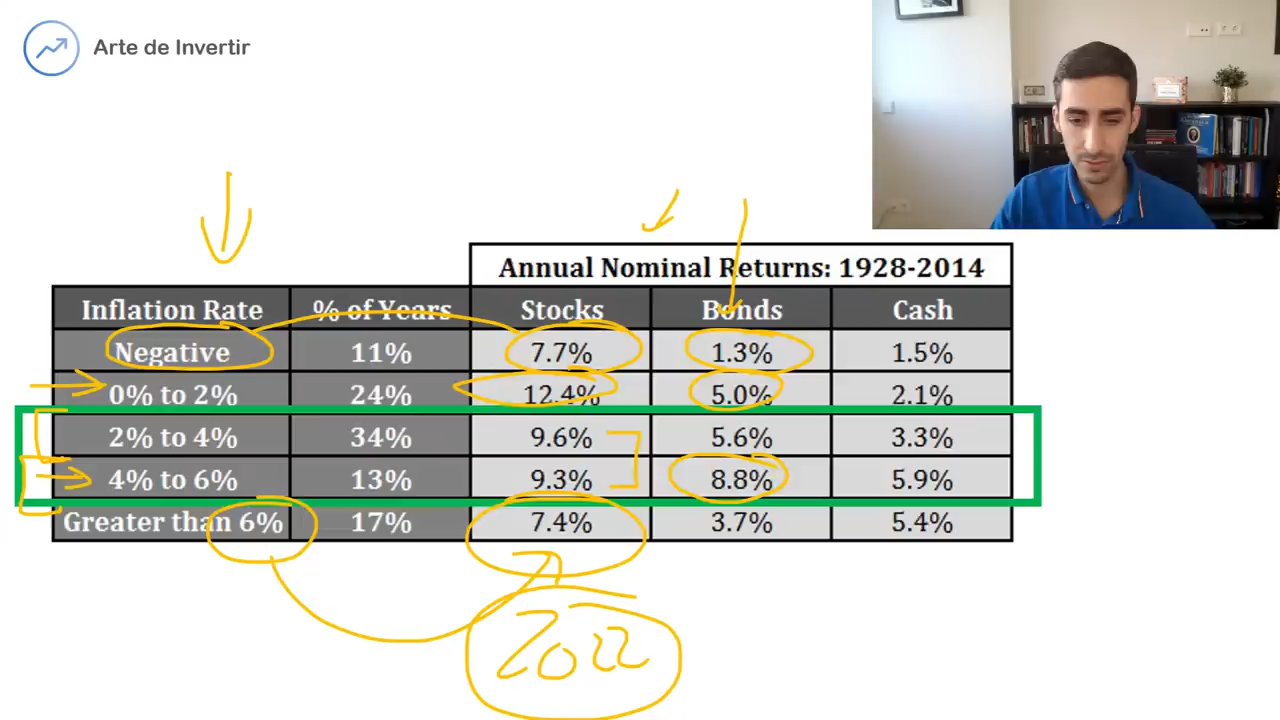 Arte de Invertir
Annual Nominal Returns: 1928-2014
Inflation Rate % of Years Stocks Bonds Cash
Negative 11% 7.7% 1.3% 1.5%
0% to 2% 24% 12.4% 5.0% 2.1%
2% to 4% 34% 9.6% 5.6% 3.3%
4% to 6% 13% 9.3% 8.8% 5.9%
Greater than 6% 17% 7.4% 3.7% 5.4%
2022